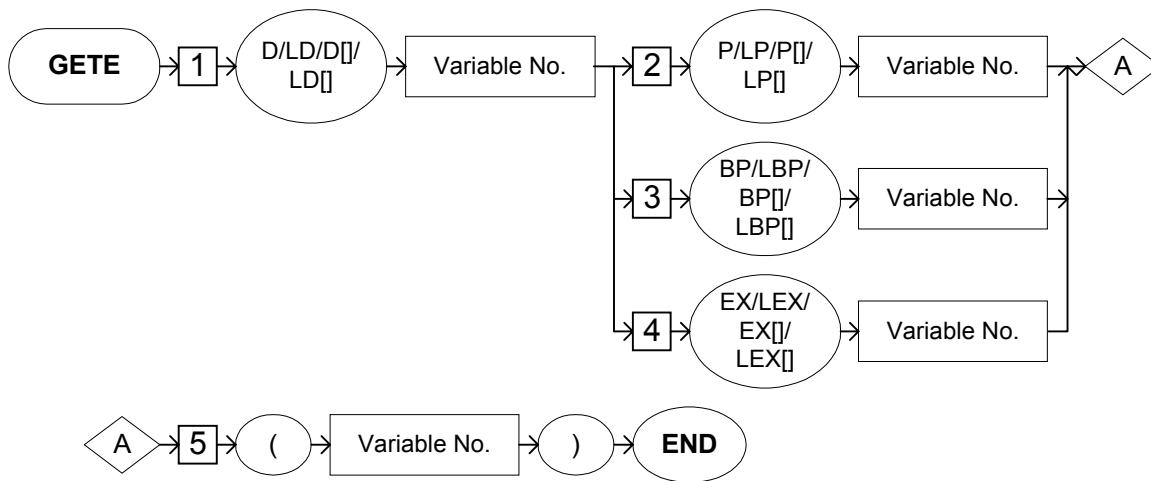 GETE
1
D/LD/D[]/
LD[]
Variable No.
2
P/LP/P[]/
LP[]
Variable No.
A
3
BP/LBP/
BP[]/
LBP[]
Variable No.
4
EX/LEX/
EX[]/
LEX[]
Variable No.
A
5
(
Variable No.
)
END